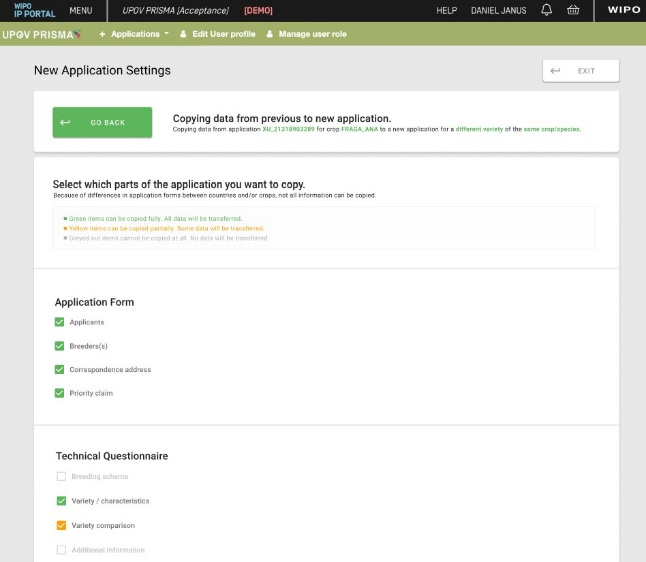 WIPO
IP PORTAL MENU UPOV PRISMA [Acceptance] [DEMO] HELP DANIEL JANUS WIPO
UPOV PRISMA + Applications Edit User profile Manage user role
New Application Settings
EXIT
GO BACK
Copying data from previous to new application.
Copying data from application XU_21318903289 for crop FRAGA_ANA to a new application for a different variety of the same crop/species.
Select which parts of the application you want to copy.
Because of differences in application forms between countries and/or crops, not all information can be copied.
Green items can be copied fully. All data will be transferred.
Yellow items can be copied partially. Some data will be transferred.
Greyed out items cannot be copied at all. No data will be transferred.
Application Form
Applicants
Breeders(s)
Correspondence address
Priority claim
Technical Questionnaire
Breeding scheme
Variety / characteristics
Variety comparison
Additional information